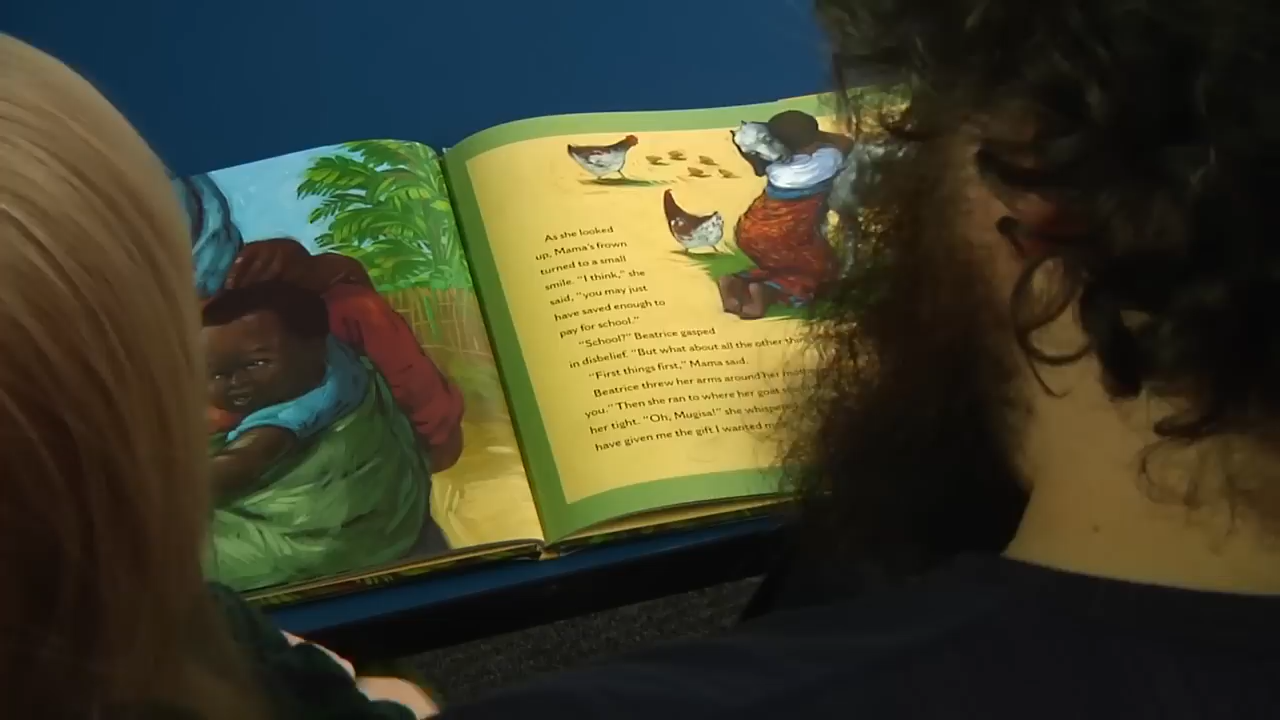 As she looked
up, Mama's frown
turned to a small
smile. "I think," she
said, "you may just
have saved enough to
pay for school."
"School?" Beatrice gasped
in disbelief. "But what about all the other
"First things first," Mama said.
Beatrice threw her arms around her
you." Then she ran to where her goat
her tight. "Oh, Mugisa!" she
have given me the gift I wanted